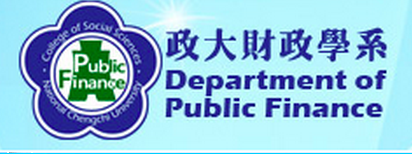 College of Social Sciences
Public
Finance
National Chengchi University
政大財政學系
Department of
Public Finance